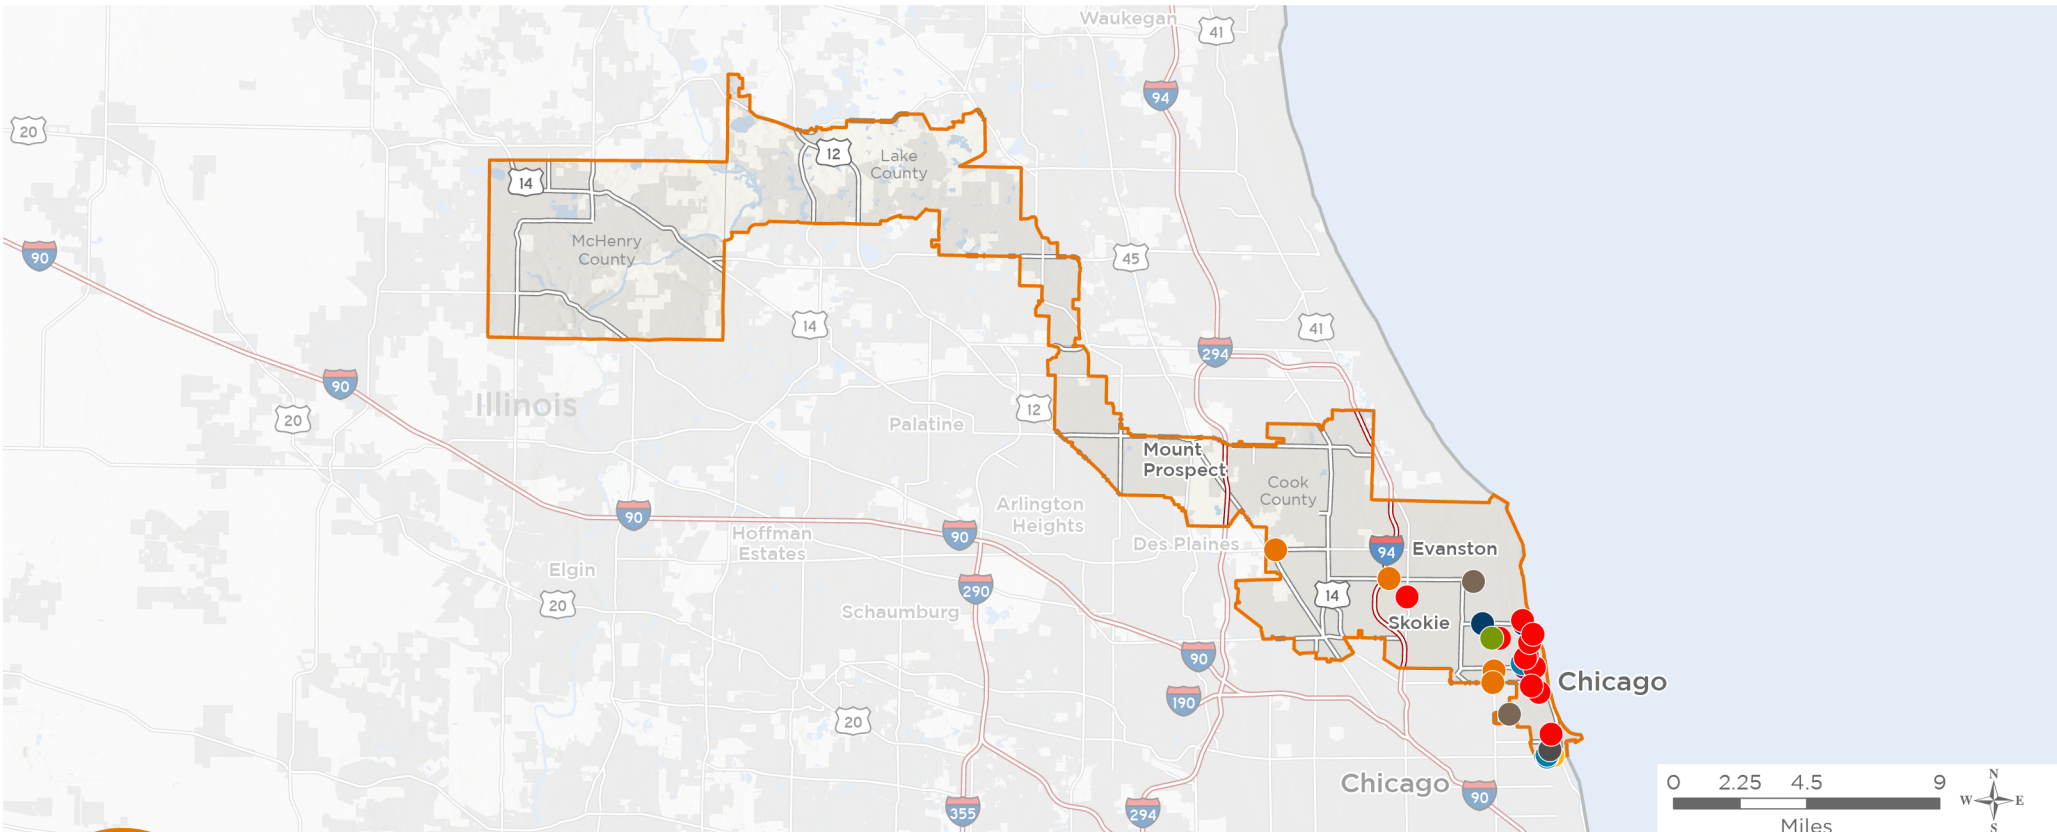 Waukegan
41
94
20
12
Lake
County
14
McHenry
County
90
45
14
41
294
90
Illinois
20
12
Palatine
Mount
Prospect
Cook
County
Arlington
Heights
90
Hoffman
Estates
90
Des Plaines
94
Evanston
Elgin
20
290
14
Schaumburg
Skokie
90
Chicago
190
20
Chicago
90
355
294
0 2.25 4.5 9
Miles
N
W E
S